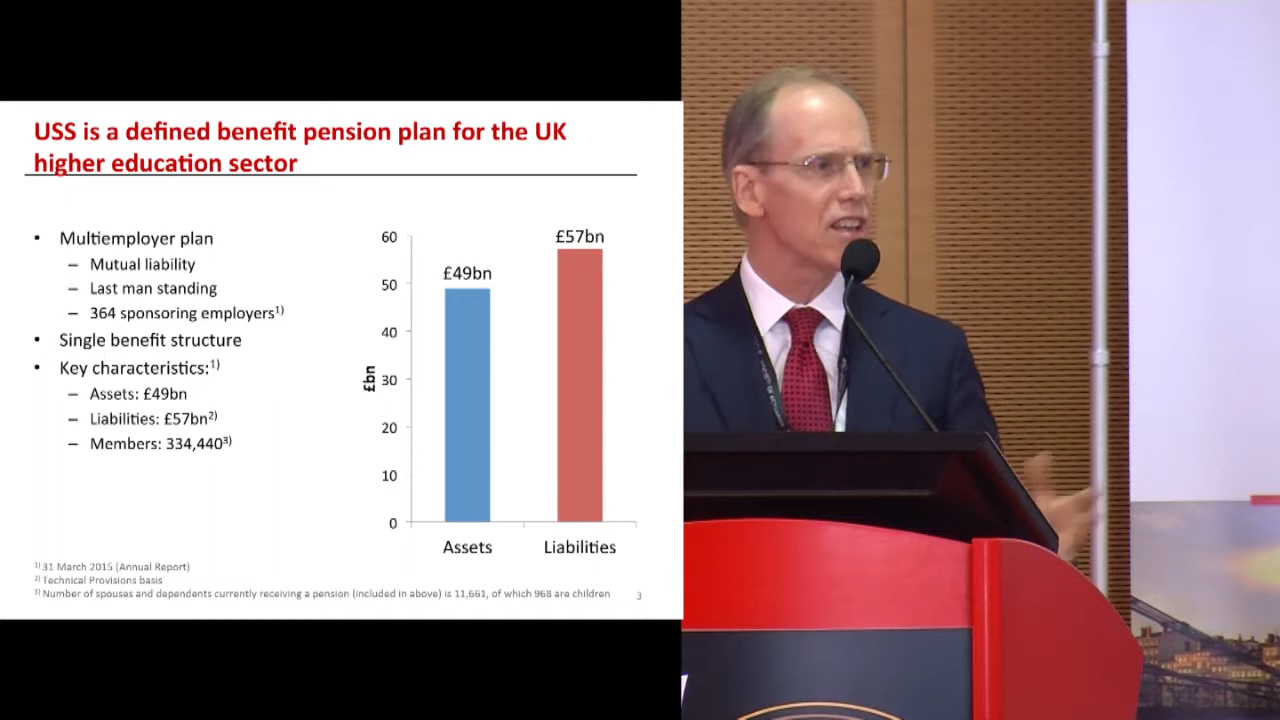 USS is a defined benefit pension plan for the UK
higher education sector
• Multiemployer plan
– Mutual liability
– Last man standing
– 364 sponsoring employers1)
• Single benefit structure
• Key characteristics:1)
– Assets: £49bn
– Liabilities: £57bn2)
– Members: 334,4403)
£bn
60
50
40
30
20
10
0
£49bn
£57bn
Assets
Liabilities
1) 31 March 2015 (Annual Report)
2) Technical Provisions basis
3) Number of spouses and dependents currently receiving a pension (included in above) is 11,661, of which 968 are children
3